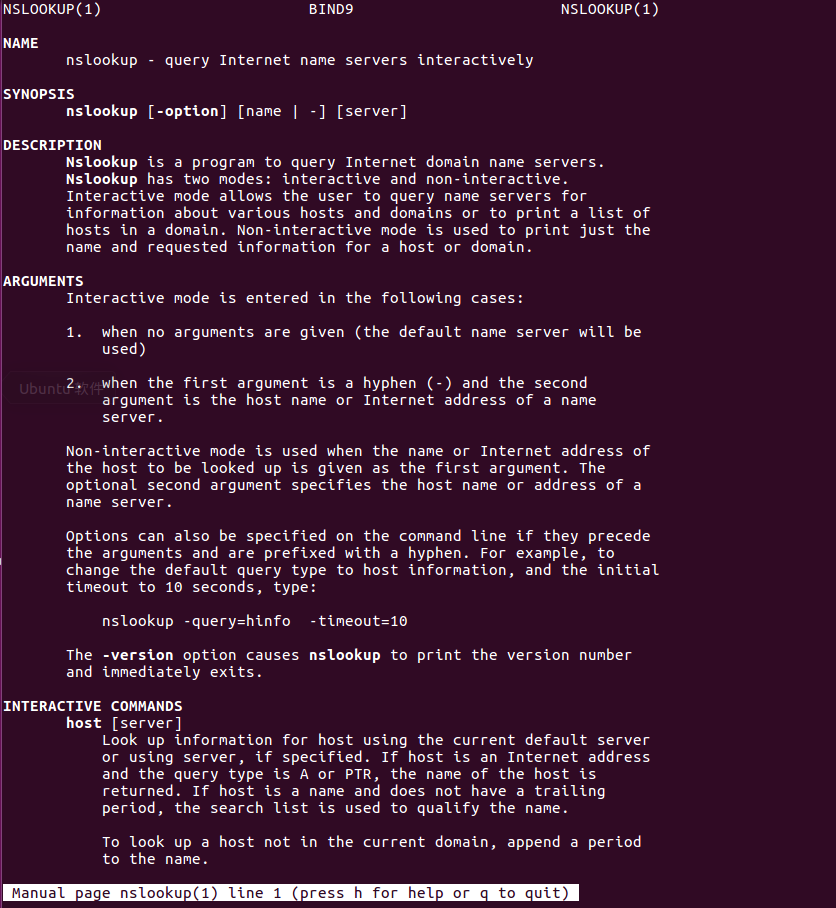 NSLOOKUP(1) BIND9 NSLOOKUP(1)
NAME
nslookup - query Internet name servers interactively
SYNOPSIS
nslookup [-option] [name | -] [server]
DESCRIPTION
Nslookup is a program to query Internet domain name servers.
Nslookup has two modes: interactive and non-interactive.
Interactive mode allows the user to query name servers for
information about various hosts and domains or to print a list of
hosts in a domain. Non-interactive mode is used to print just the
name and requested information for a host or domain.
ARGUMENTS
Interactive mode is entered in the following cases:
1. when no arguments are given (the default name server will be
used)
2. when the first argument is a hyphen (-) and the second
Ubuntu 软件
argument is the host name or Internet address of a name
server.
Non-interactive mode is used when the name or Internet address of
the host to be looked up is given as the first argument. The
optional second argument specifies the host name or address of a
name server.
Options can also be specified on the command line if they precede
the arguments and are prefixed with a hyphen. For example, to
change the default query type to host information, and the initial
timeout to 10 seconds, type:
nslookup -query=hinfo -timeout=10
The -version option causes nslookup to print the version number
and immediately exits.
INTERACTIVE COMMANDS
host [server]
Look up information for host using the current default server
or using server, if specified. If host is an Internet address
and the query type is A or PTR, the name of the host is
returned. If host is a name and does not have a trailing
period, the search list is used to qualify the name.
To look up a host not in the current domain, append a period
to the name.
Manual page nslookup(1) line 1 (press h for help or q to quit)